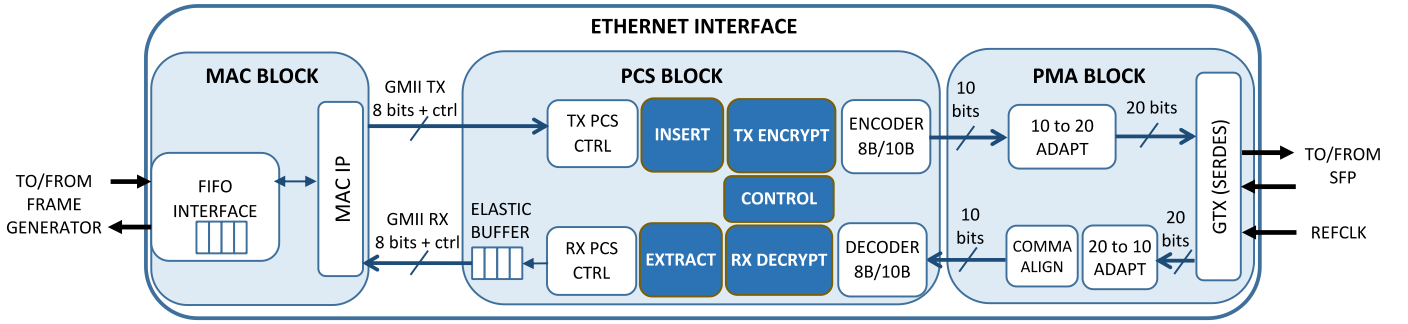 ETHERNET INTERFACE
MAC BLOCK
PCS BLOCK
PMA BLOCK
GMII TX
8 bits + ctrl
10
bits
20 bits
TX PCS
CTRL
INSERT
TX ENCRYPT
ENCODER
8B/10B
10 to 20
ADAPT
MAC IP
GTX (SERDES)
TO/FROM
FRAME
GENERATOR
FIFO
INTERFACE
CONTROL
TO/FROM
SFP
REFCLK
GMII RX
8 bits + ctrl
ELASTIC
BUFFER
RX PCS
CTRL
EXTRACT
RX DECRYPT
DECODER
8B/10B
10
bits
COMMA
ALIGN
20 to 10
ADAPT
20
bits